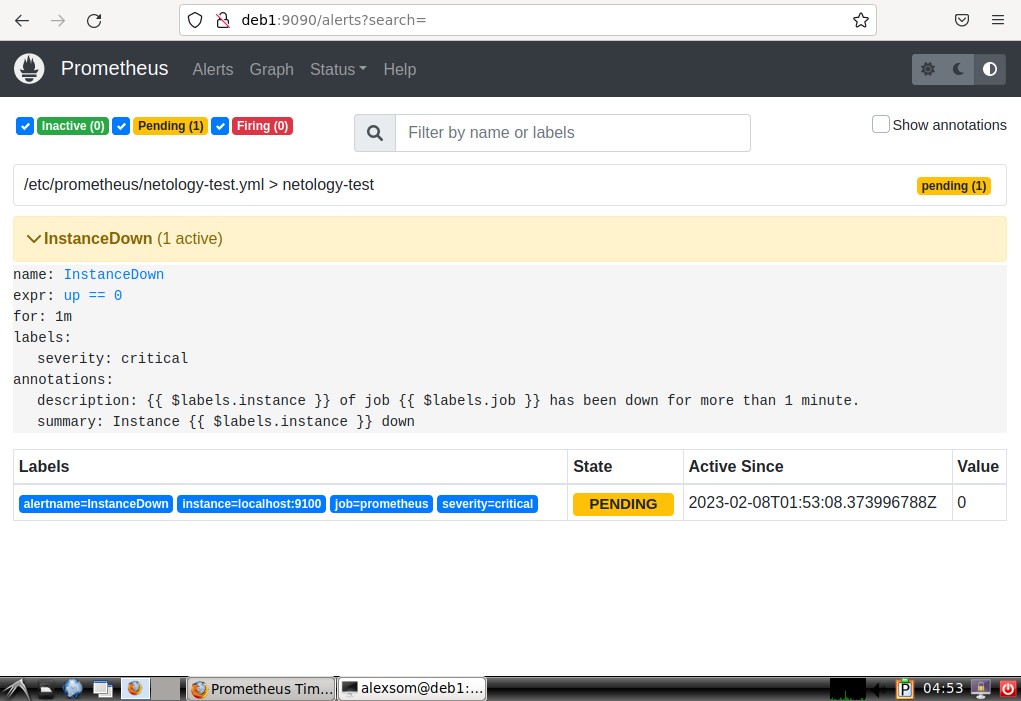 deb1:9090/alerts?search=
Prometheus Alerts Graph Status Help
Inactive (0) Pending (1) Firing (0) Filter by name or labels Show annotations
/etc/prometheus/netology-test.yml > netology-test pending (1)
InstanceDown (1 active)
name: InstanceDown
expr: up == 0
for: 1m
labels:
severity: critical
annotations:
description: {{ $labels.instance }} of job {{ $labels.job }} has been down for more than 1 minute.
summary: Instance {{ $labels.instance }} down
Labels State Active Since Value
alertname=InstanceDown instance=localhost:9100 job=prometheus severity=critical PENDING 2023-02-08T01:53:08.373996788Z 0
Prometheus Tim... alexsom@deb1:... P 04:53